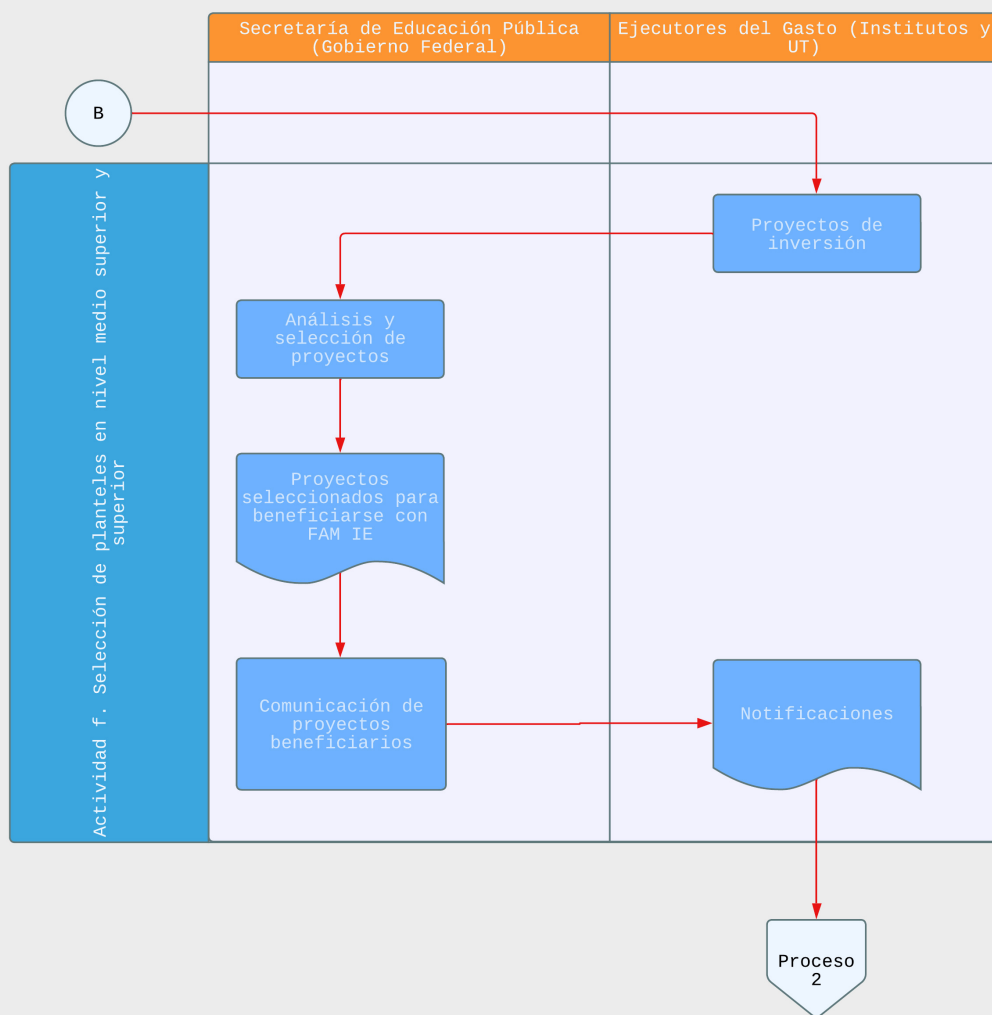 Secretaría de Educación Pública
(Gobierno Federal)
Ejecutores del Gasto (Institutos y
UT)
B
Actividad f. Selección de planteles en nivel medio superior y
superior
Proyectos de
inversión
Análisis y
selección de
proyectos
Proyectos
seleccionados para
beneficiarse con
FAM IE
Comunicación de
proyectos
beneficiarios
Notificaciones
Proceso
2